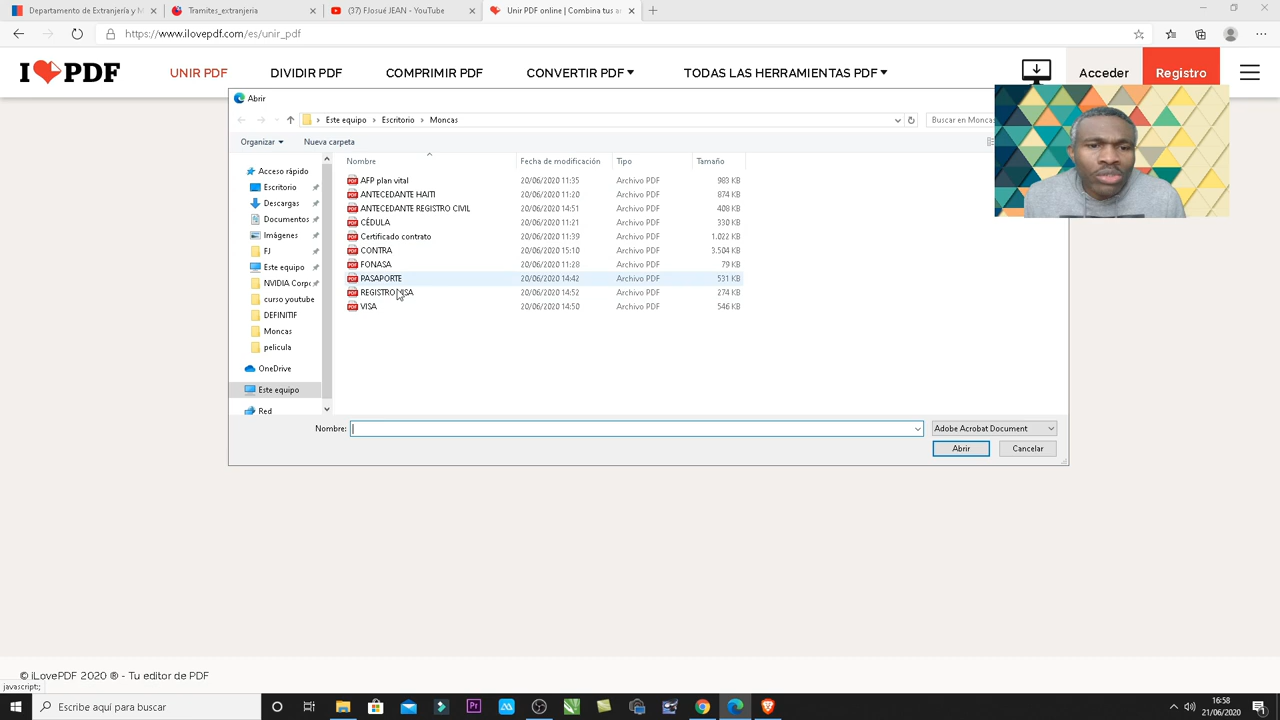 Departamento de Extranjería y M
Tramites_extranjeria
(37) FJosué JEAN - YouTube
Unir PDF online | Combina tus ar
https://www.ilovepdf.com/es/unir_pdf
I PDF
UNIR PDF
DIVIDIR PDF
COMPRIMIR PDF
CONVERTIR PDF
TODAS LAS HERRAMIENTAS PDF
Acceder
Registro
Abrir
Este equipo > Escritorio > Moncas
Buscar en Moncas
Organizar
Nueva carpeta
Nombre Fecha de modificación Tipo Tamaño
AFP plan vital 20/06/2020 11:35 Archivo PDF 983 KB
ANTECEDANTE HAITI 20/06/2020 11:20 Archivo PDF 874 KB
ANTECEDANTE REGISTRO CIVIL 20/06/2020 14:51 Archivo PDF 408 KB
CÉDULA 20/06/2020 11:21 Archivo PDF 330 KB
Certificado contrato 20/06/2020 11:39 Archivo PDF 1.022 KB
CONTRA 20/06/2020 15:10 Archivo PDF 3.504 KB
FONASA 20/06/2020 11:28 Archivo PDF 79 KB
PASAPORTE 20/06/2020 14:42 Archivo PDF 531 KB
REGISTRO VISA 20/06/2020 14:52 Archivo PDF 274 KB
VISA 20/06/2020 14:50 Archivo PDF 546 KB
Acceso rápido
Escritorio
Descargas
Documentos
Imágenes
FJ
Este equipo
NVIDIA Corpo
curso youtube
DEFINITIF
Moncas
pelicula
OneDrive
Este equipo
Red
Nombre:
Adobe Acrobat Document
Abrir
Cancelar
© iLovePDF 2020 ® - Tu editor de PDF
javascript:;
Escribe aquí para buscar
16:58
21/06/2020